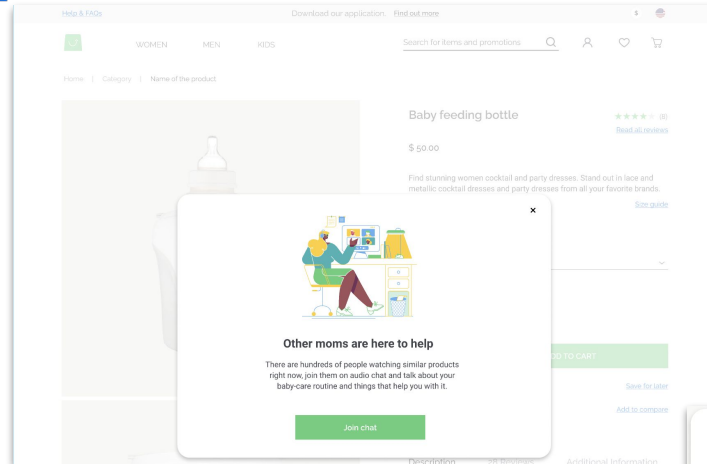 Help & FAQs
Download our application. Find out more
$
WOMEN MEN KIDS
Search for items and promotions
Home | Category | Name of the product
Baby feeding bottle
(8)
Read all reviews
$ 50.00
Find stunning women cocktail and party dresses. Stand out in lace and
metallic cocktail dresses and party dresses from all your favorite brands.
Size guide
×
Other moms are here to help
There are hundreds of people watching similar products
right now, join them on audio chat and talk about your
baby-care routine and things that help you with it.
Join chat
TO CART
Save for later
Add to compare
Description Reviews Additional Information